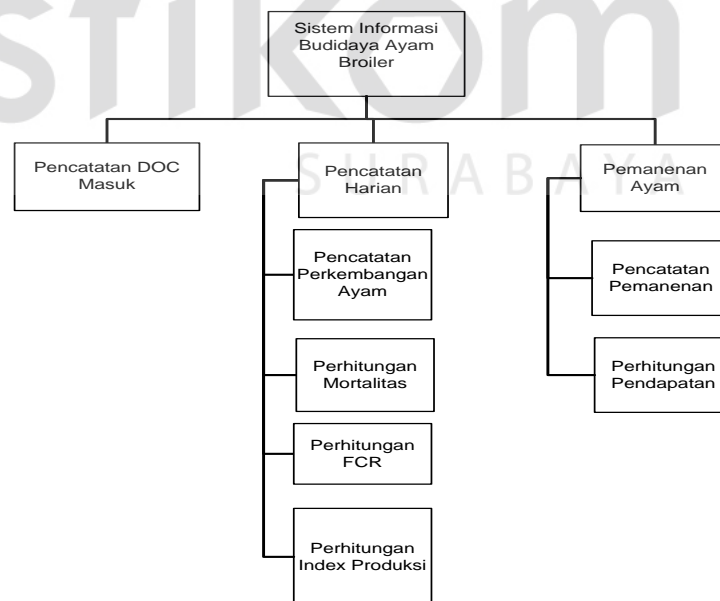 stikom
SURABAYA
Sistem Informasi
Budidaya Ayam
Broiler
Pencatatan DOC
Masuk
Pencatatan
Harian
Pemanenan
Ayam
Pencatatan
Perkembangan
Ayam
Pencatatan
Pemanenan
Perhitungan
Mortalitas
Perhitungan
Pendapatan
Perhitungan
FCR
Perhitungan
Index Produksi